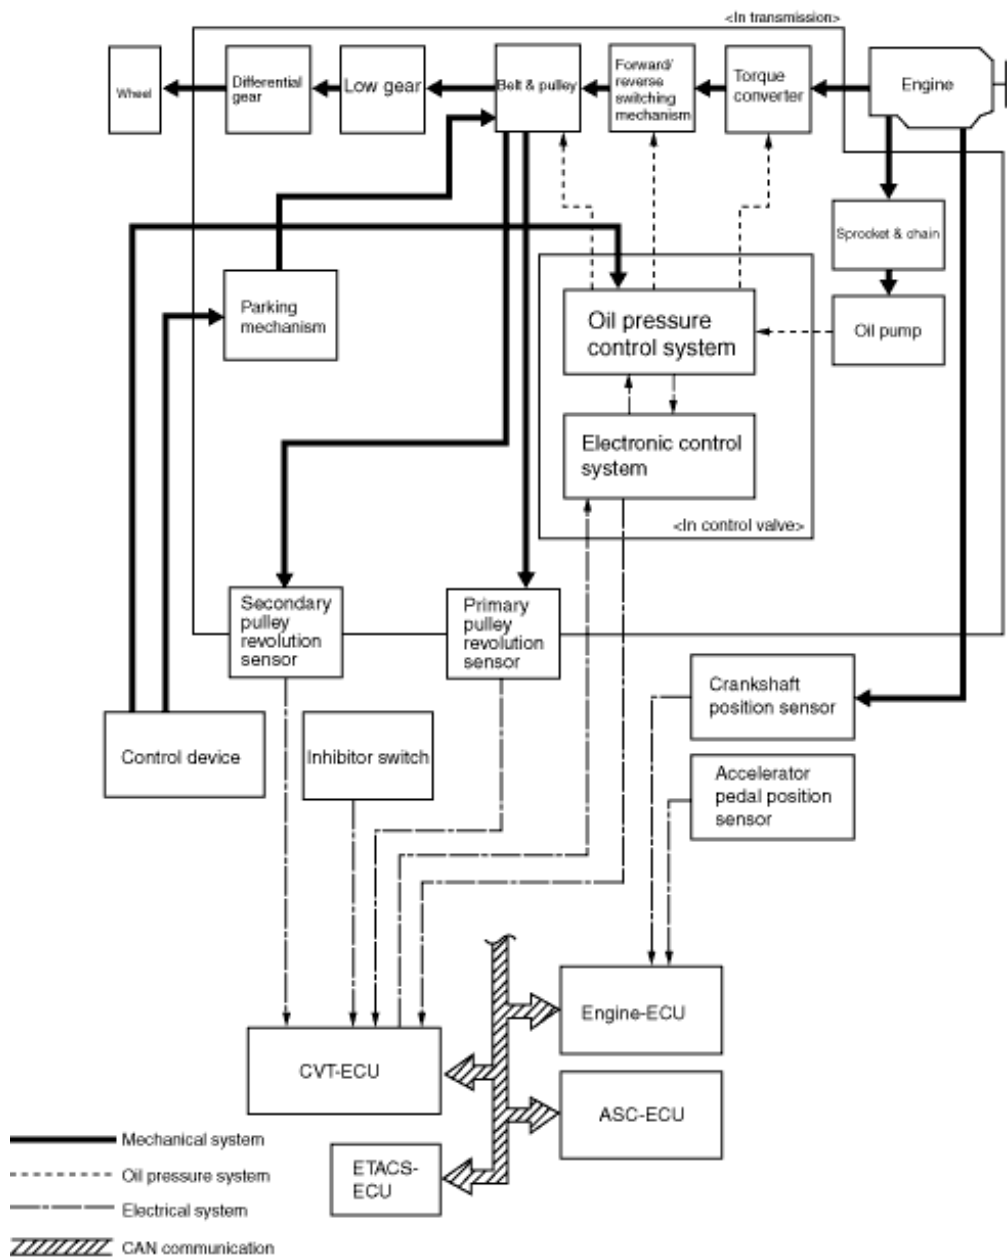 <In transmission>
Wheel
Differential
gear
Low gear
Belt & pulley
Forward/
reverse
switching
mechanism
Torque
converter
Engine
Sprocket & chain
Parking
mechanism
Oil pressure
control system
Oil pump
Electronic control
system
<In control valve>
Secondary
pulley
revolution
sensor
Primary
pulley
revolution
sensor
Crankshaft
position sensor
Control device
Inhibitor switch
Accelerator
pedal position
sensor
Engine-ECU
CVT-ECU
ASC-ECU
ETACS-
ECU
Mechanical system
Oil pressure system
Electrical system
CAN communication